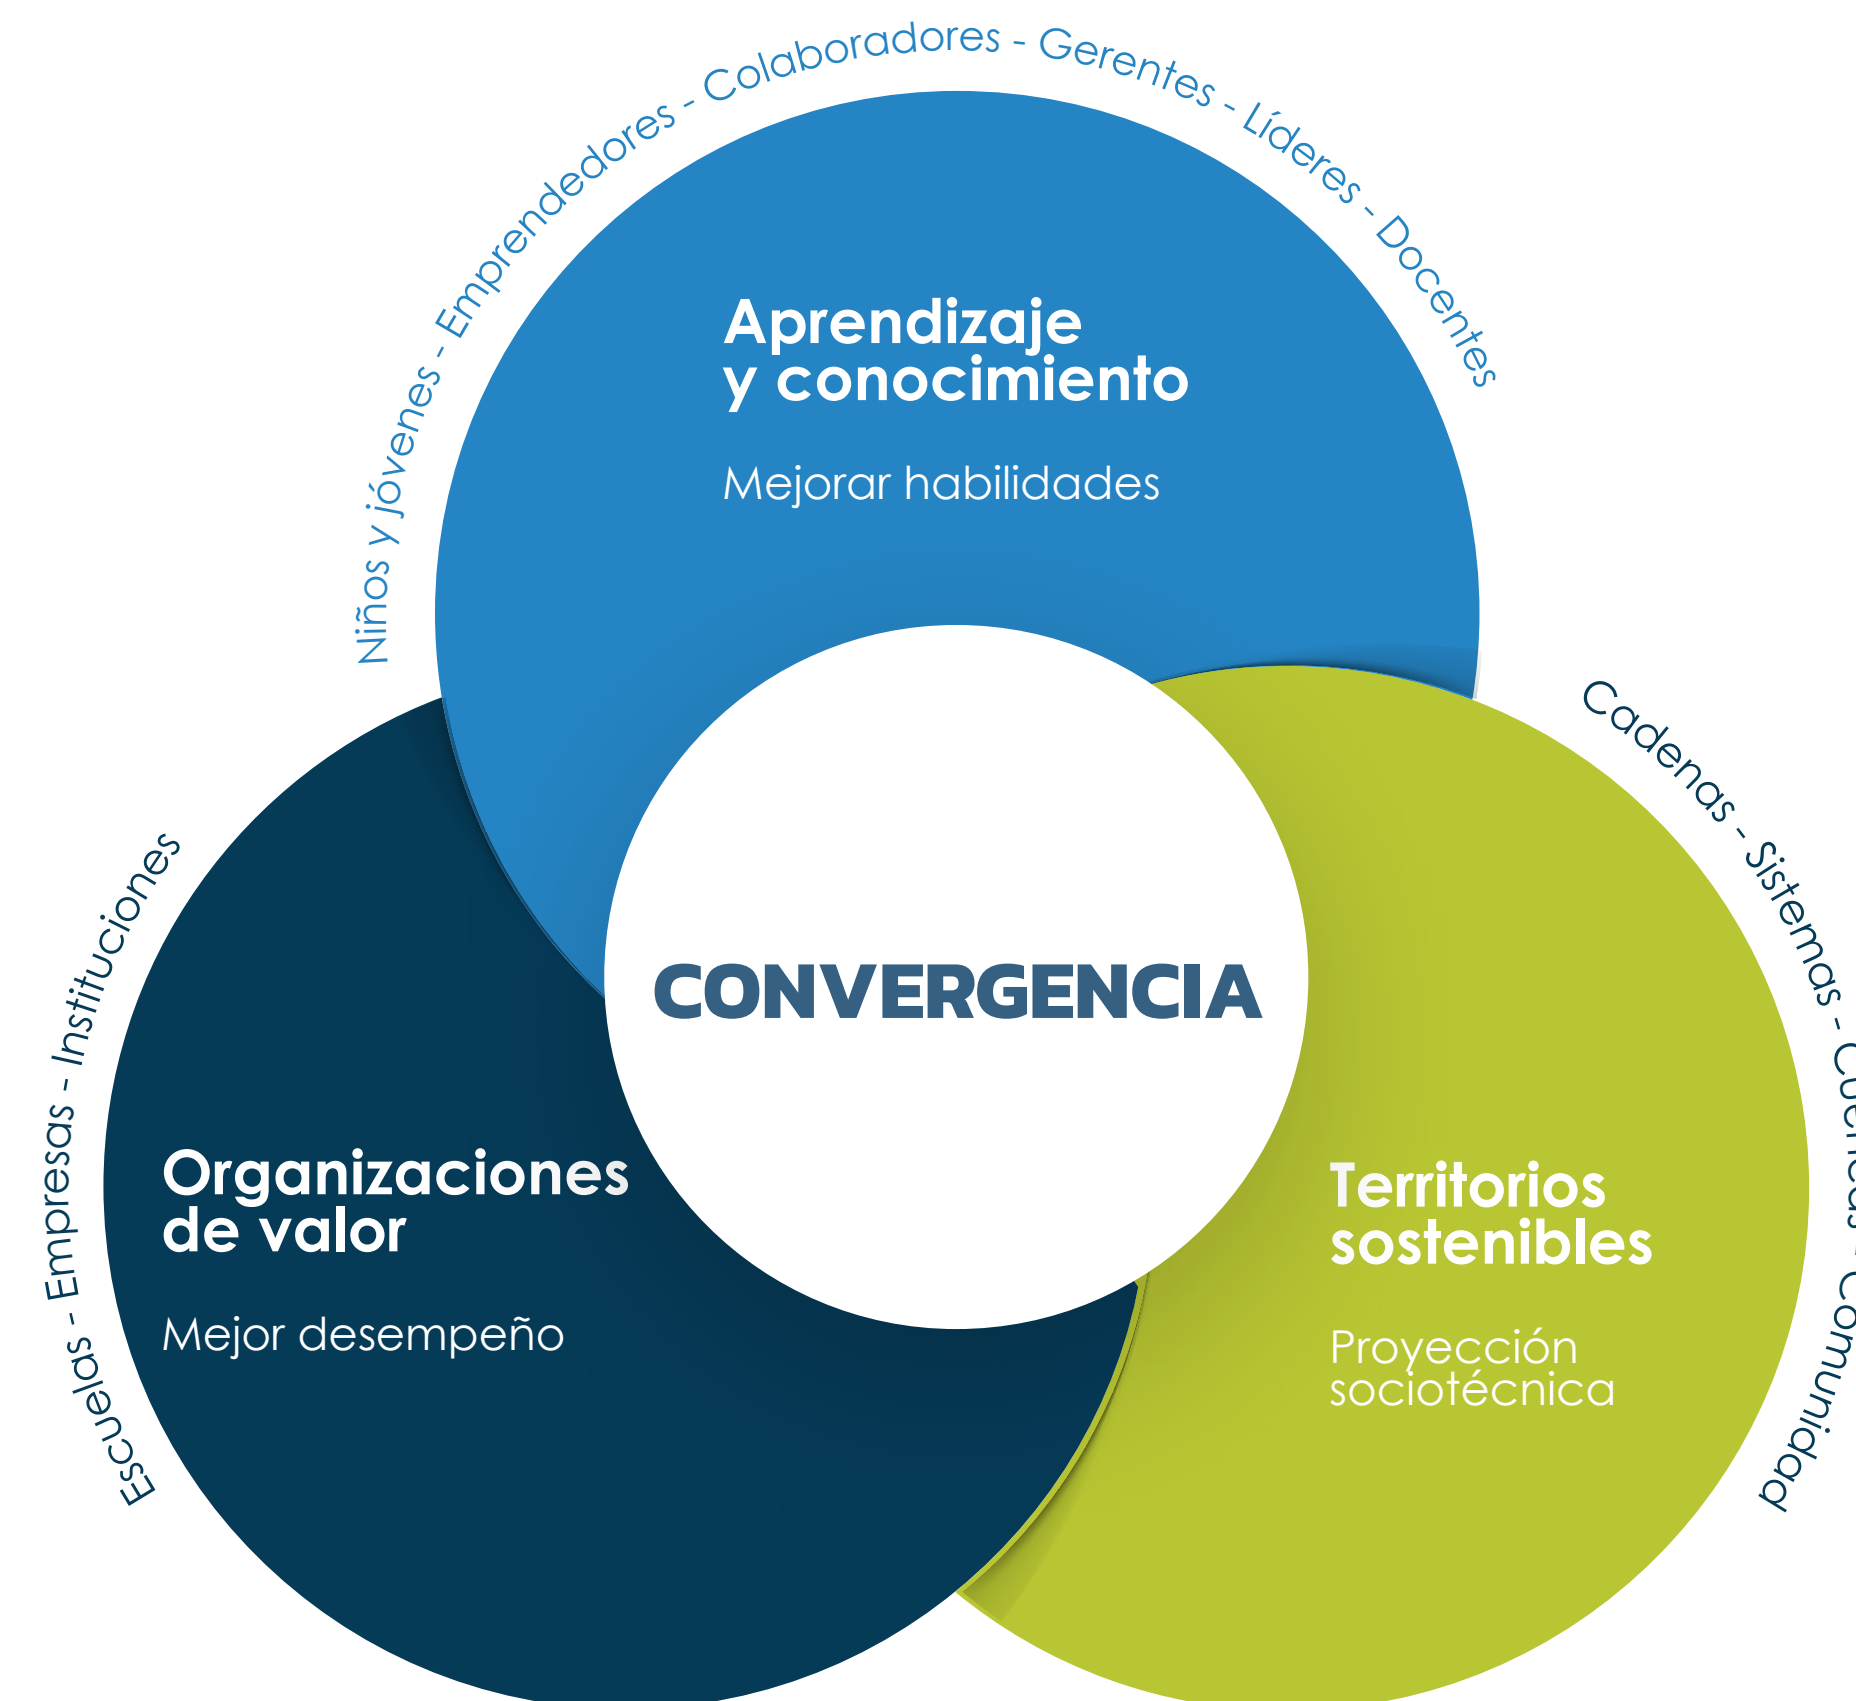 Niños y jóvenes - Emprendedores - Colaboradores - Gerentes - Líderes - Docentes
Aprendizaje
y conocimiento
Mejorar habilidades
CONVERGENCIA
Escuelas - Empresas - Instituciones
Organizaciones
de valor
Mejor desempeño
Cadenas - Sistemas - Cuencas - Comunidad
Territorios
sostenibles
Proyección
sociotécnica